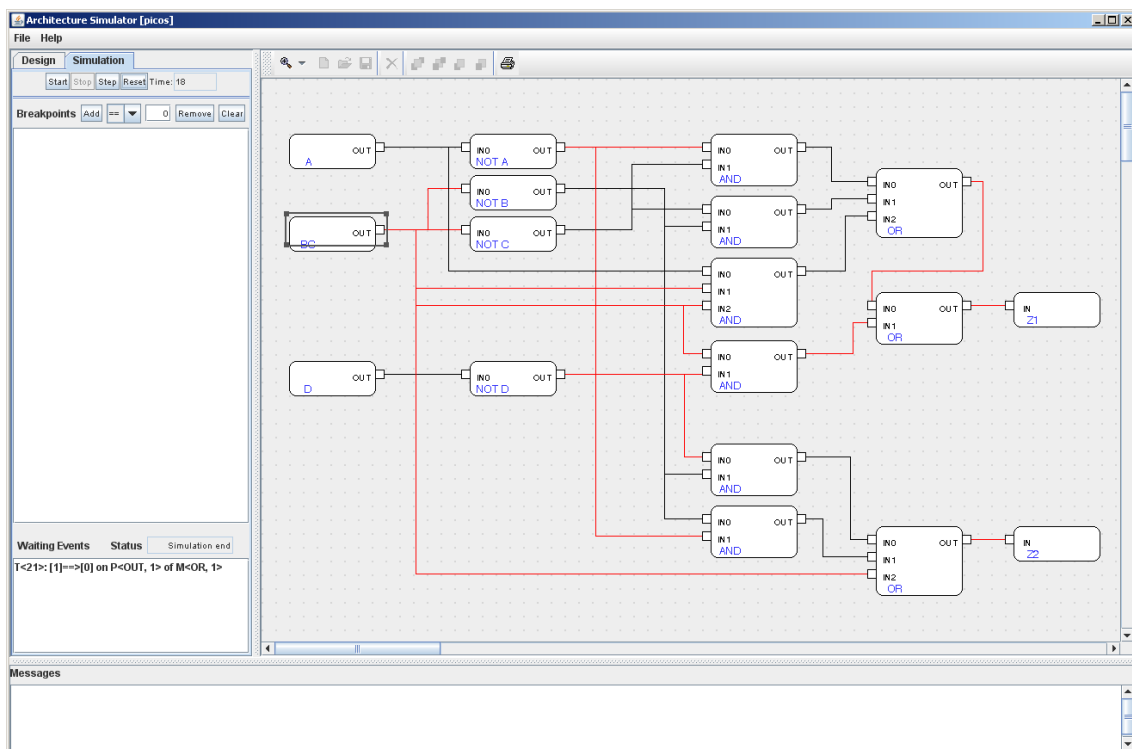 Architecture Simulator [picos]
File Help
Design Simulation
Start Stop Step Reset Time: 18
Breakpoints Add == 0 Remove Clear
A OUT
IN0 OUT
NOT A
IN0 OUT
IN1
AND
IN0 OUT
NOT B
IN0 OUT
IN1
IN2
OR
BC OUT
IN0 OUT
NOT C
IN0 OUT
IN1
AND
IN0 OUT
IN1
IN2
AND
IN0 OUT
IN1
OR
IN
Z1
IN0 OUT
IN1
AND
D OUT
IN0 OUT
NOT D
IN0 OUT
IN1
AND
IN0 OUT
IN1
AND
IN0 OUT
IN1
IN2
OR
IN
Z2
Waiting Events Status Simulation end
T<21>: [1]==>[0] on P<OUT, 1> of M<OR, 1>
Messages